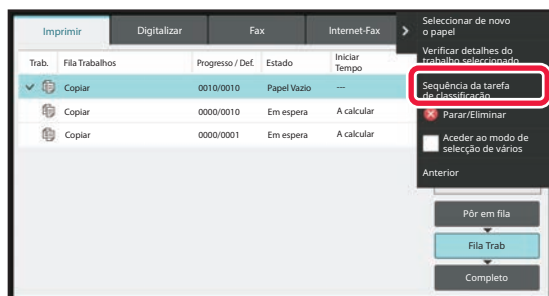 Imprimir
Digitalizar
Fax
Internet-Fax
Trab.
Fila Trabalhos
Progresso / Def.
Estado
Iniciar
Tempo
Copiar
0010/0010
Papel Vazio
---
Copiar
0000/0010
Em espera
A calcular
Copiar
0000/0001
Em espera
A calcular
Seleccionar de novo
o papel
Verificar detalhes do
trabalho seleccionado
Sequência da tarefa
de classificação
Parar/Eliminar
Aceder ao modo de
selecção de vários
Anterior
Pôr em fila
Fila Trab
Completo